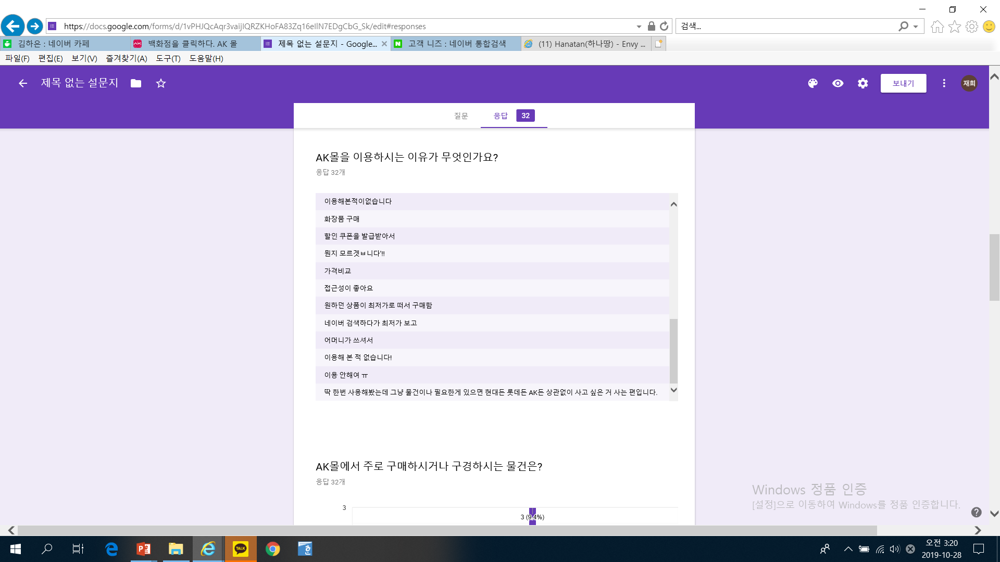 https://docs.google.com/forms/d/1vPHJQcAqr3vaijIQRZKHoFA83Zq16eIlN7EDgCbG_Sk/edit#responses
검색...
김하은 : 네이버 카페
백화점을 클릭하다. AK 몰
제목 없는 설문지 - Google...
고객 니즈 : 네이버 통합검색
(11) Hanatan(하나땅) - Envy ...
파일(F) 편집(E) 보기(V) 즐겨찾기(A) 도구(T) 도움말(H)
제목 없는 설문지
보내기
재희
질문
응답 32
AK몰을 이용하시는 이유가 무엇인가요?
응답 32개
이용해본적이없습니다
화장품 구매
할인 쿠폰을 발급받아서
뭔지 모르겟ㅂ니다'!!
가격비교
접근성이 좋아요
원하던 상품이 최저가로 떠서 구매함
네이버 검색하다가 최저가 보고
어머니가 쓰셔서
이용해 본 적 없습니다!
이용 안해여 ㅠ
딱 한번 사용해봤는데 그냥 물건이나 필요한게 있으면 현대든 롯데든 AK든 상관없이 사고 싶은 거 사는 편입니다.
AK몰에서 주로 구매하시거나 구경하시는 물건은?
응답 32개
3
3 (9.4%)
Windows 정품 인증
[설정]으로 이동하여 Windows를 정품 인증합니다.
TALK
오전 3:20
2019-10-28